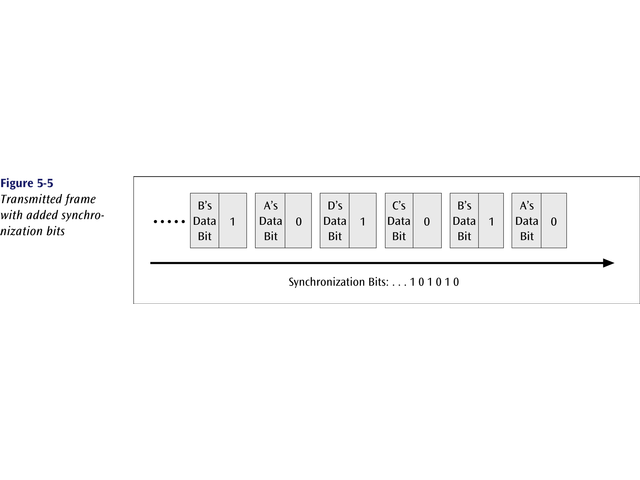 Figure 5-5
Transmitted frame
with added synchro-
nization bits
..... B's Data Bit 1 A's Data Bit 0 D's Data Bit 1 C's Data Bit 0 B's Data Bit 1 A's Data Bit 0
Synchronization Bits: . . . 1 0 1 0 1 0